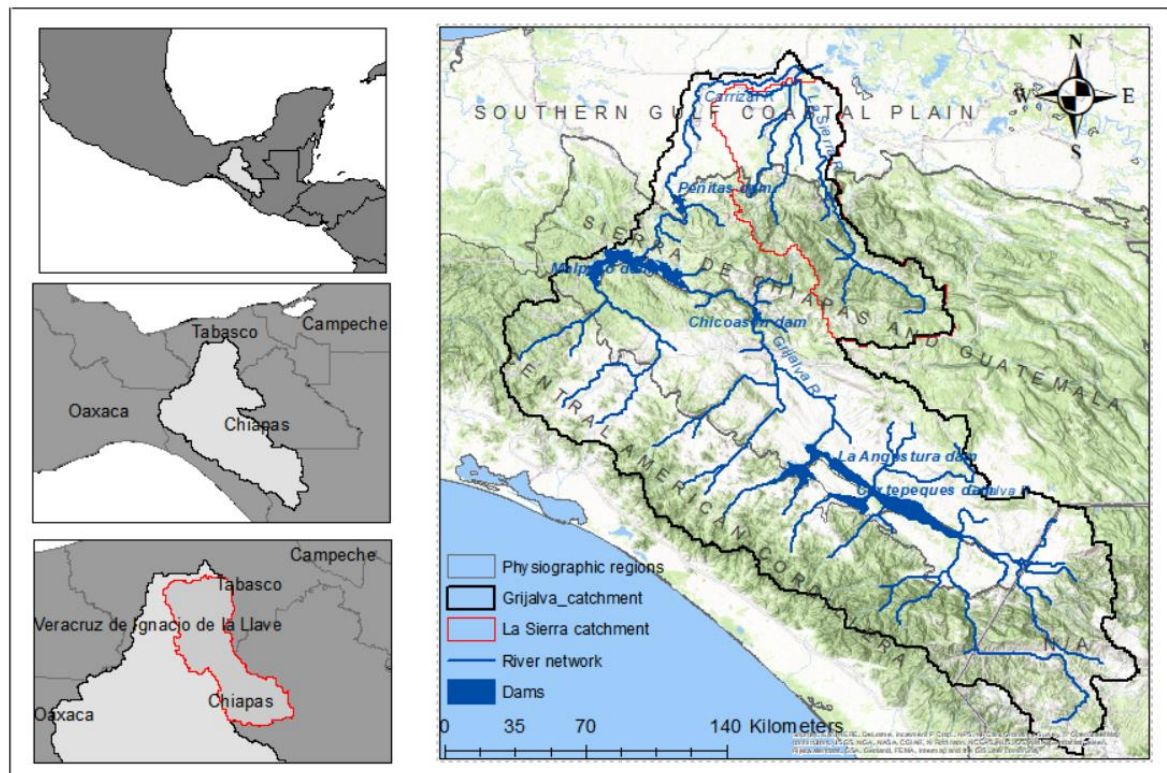 Tabasco
Campeche
Oaxaca
Chiapas
Campeche
Tabasco
Veracruz de Ignacio de la Llave
Chiapas
Oaxaca
N
W
E
S
Carrizal R
La Sierra R
SOUTHERN GULF COASTAL PLAIN
Peñitas dam
SIERRA DE CHIAPAS AND GUATEMALA
Chicoasen dam
Grijalva R
CENTRAL AMERICAN CORDILLERA
La Angostura dam
N/A
Physiographic regions
Grijalva_catchment
La Sierra catchment
River network
Dams
0 35 70 140 Kilometers